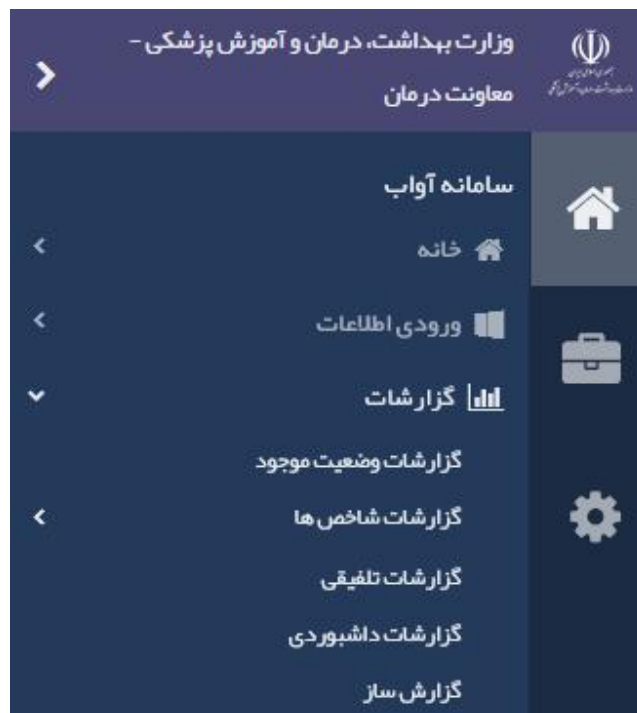 وزارت بهداشت، درمان و آموزش پزشکی -
معاونت درمان
سامانه آواب
خانه
ورودی اطلاعات
گزارشات
گزارشات وضعیت موجود
گزارشات شاخص ها
گزارشات تلفیقی
گزارشات داشبوردی
گزارش ساز